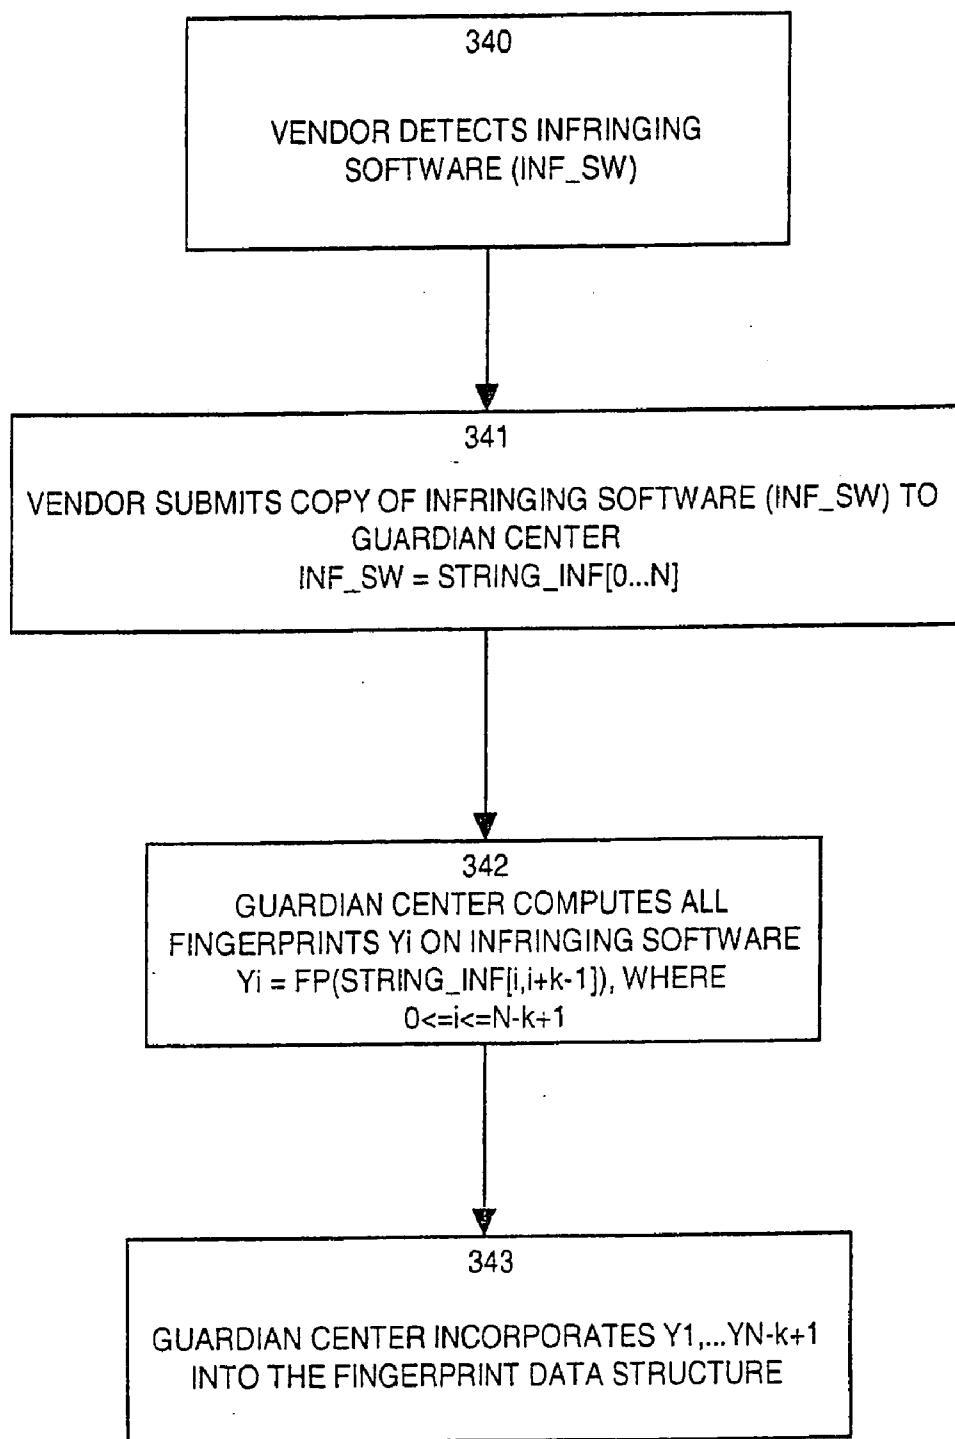 340
VENDOR DETECTS INFRINGING
SOFTWARE (INF_SW)
341
VENDOR SUBMITS COPY OF INFRINGING SOFTWARE (INF_SW) TO
GUARDIAN CENTER
INF_SW = STRING_INF[0...N]
342
GUARDIAN CENTER COMPUTES ALL
FINGERPRINTS Yi ON INFRINGING SOFTWARE
Yi = FP(STRING_INF[i,i+k-1]), WHERE
0<=i<=N-k+1
343
GUARDIAN CENTER INCORPORATES Y1,...YN-k+1
INTO THE FINGERPRINT DATA STRUCTURE